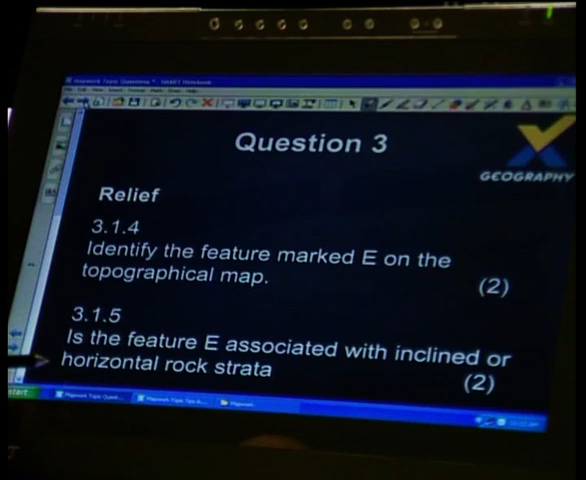 Question 3
GEOGRAPHY
Relief
3.1.4
Identify the feature marked E on the
topographical map.
(2)
3.1.5
Is the feature E associated with inclined or
horizontal rock strata
(2)
start